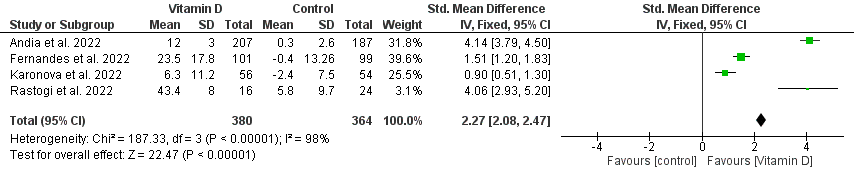 Vitamin D Control Std. Mean Difference Std. Mean Difference
Study or Subgroup Mean SD Total Mean SD Total Weight IV, Fixed, 95% CI IV, Fixed, 95% CI
Andia et al. 2022 12 3 207 0.3 2.6 187 31.8% 4.14 [3.79, 4.50]
Fernandes et al. 2022 23.5 17.8 101 -0.4 13.26 99 39.6% 1.51 [1.20, 1.83]
Karonova et al. 2022 6.3 11.2 56 -2.4 7.5 54 25.5% 0.90 [0.51, 1.30]
Rastogi et al. 2022 43.4 8 16 5.8 9.7 24 3.1% 4.06 [2.93, 5.20]
Total (95% CI) 380 364 100.0% 2.27 [2.08, 2.47]
Heterogeneity: Chi² = 187.33, df = 3 (P < 0.00001); I² = 98%
Test for overall effect: Z = 22.47 (P < 0.00001)
-4 -2 0 2 4
Favours [control] Favours [Vitamin D]